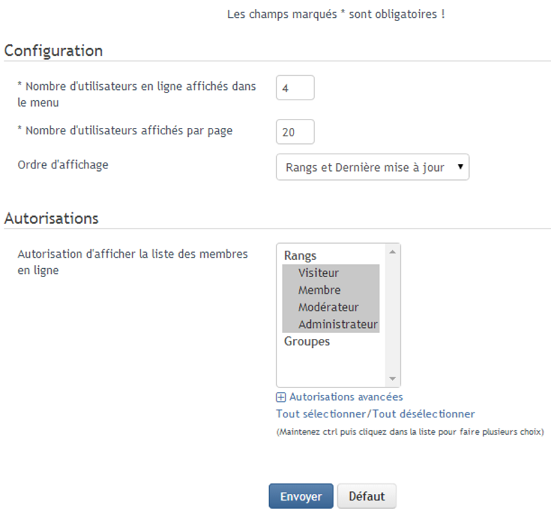 Les champs marqués * sont obligatoires !
Configuration
* Nombre d'utilisateurs en ligne affichés dans
le menu
4
* Nombre d'utilisateurs affichés par page
20
Ordre d'affichage
Rangs et Dernière mise à jour
Autorisations
Autorisation d'afficher la liste des membres
en ligne
Rangs
Visiteur
Membre
Modérateur
Administrateur
Groupes
Autorisations avancées
Tout sélectionner/Tout désélectionner
(Maintenez ctrl puis cliquez dans la liste pour faire plusieurs choix)
Envoyer
Défaut